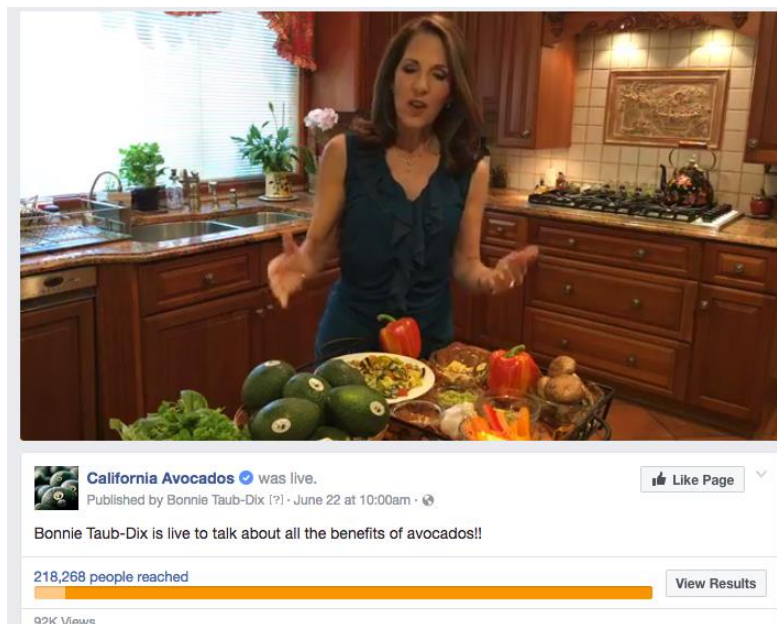 California Avocados was live.
Like Page
Published by Bonnie Taub-Dix [?] · June 22 at 10:00am ·
Bonnie Taub-Dix is live to talk about all the benefits of avocados!!
218,268 people reached
View Results
92K Views